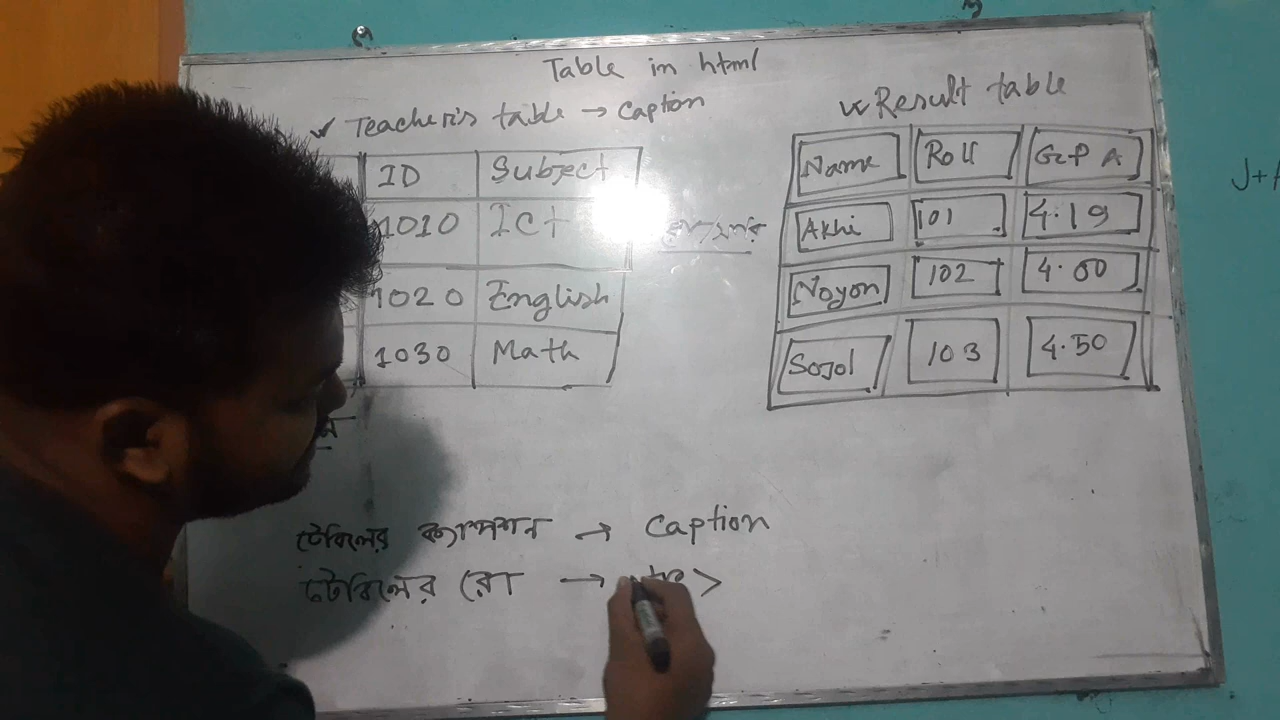 Table in html
✓ Teacher's table → Caption
ID Subject
1010 Ict
1020 English
1030 Math
Result table
Name Roll GPA
Akhi 101 4.19
Noyon 102 4.00
Sojol 103 4.50
টেবিলের ক্যাপশন → Caption
টেবিলের রো → >
J+